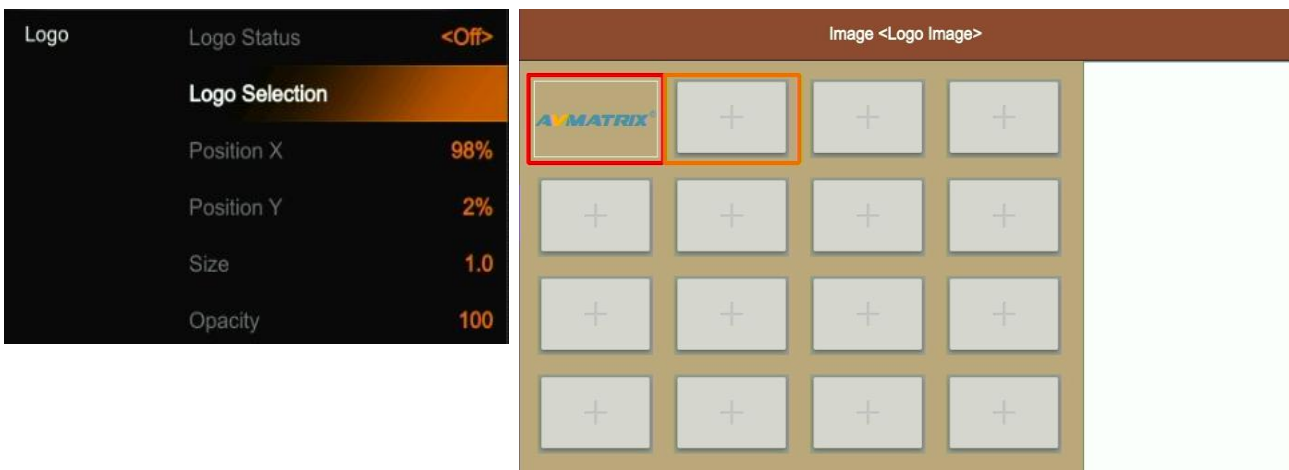 Logo
Logo Status <Off>
Logo Selection
Position X 98%
Position Y 2%
Size 1.0
Opacity 100
Image <Logo Image>
AVMATRIX®